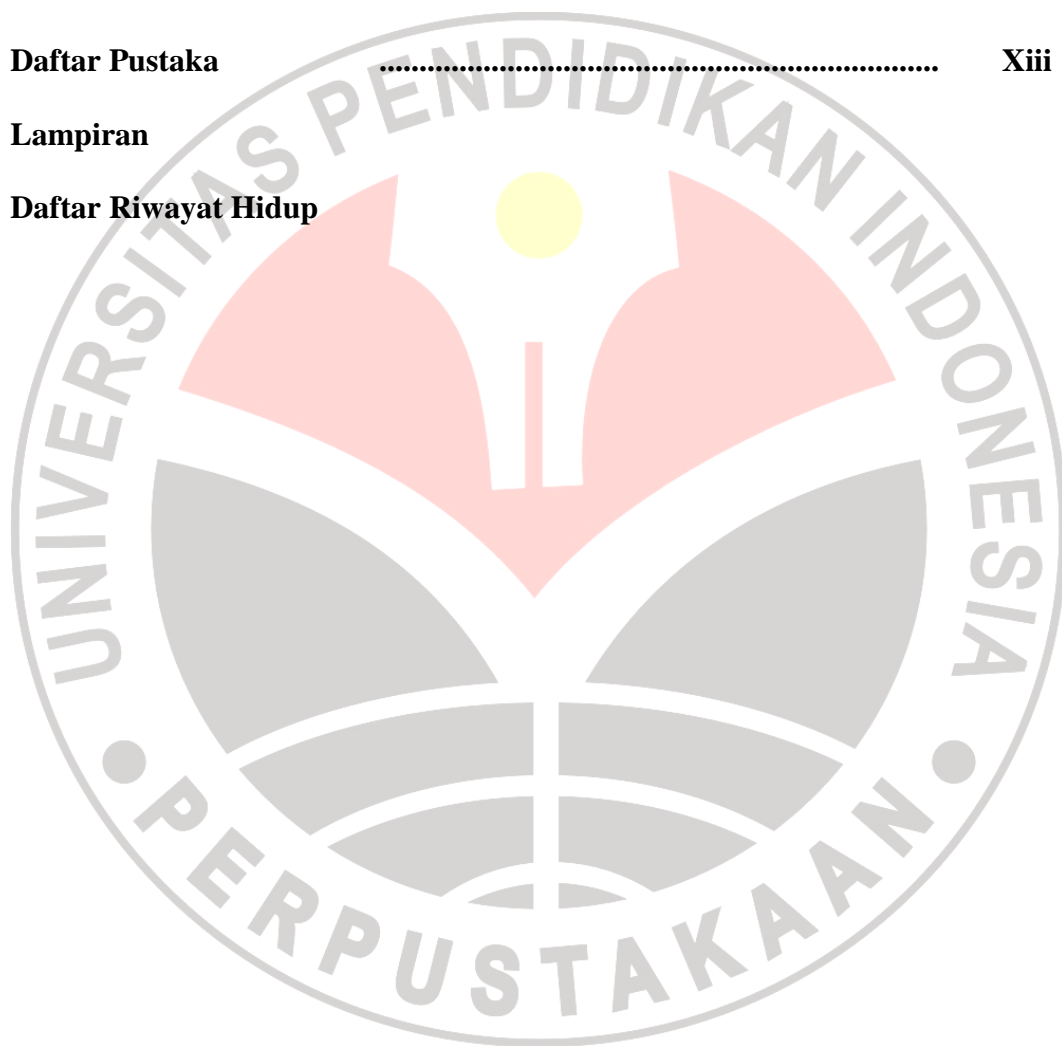 Daftar Pustaka ...................................................................... Xiii
Lampiran
Daftar Riwayat Hidup
UNIVERSITAS PENDIDIKAN INDONESIA
PERPUSTAKAAN